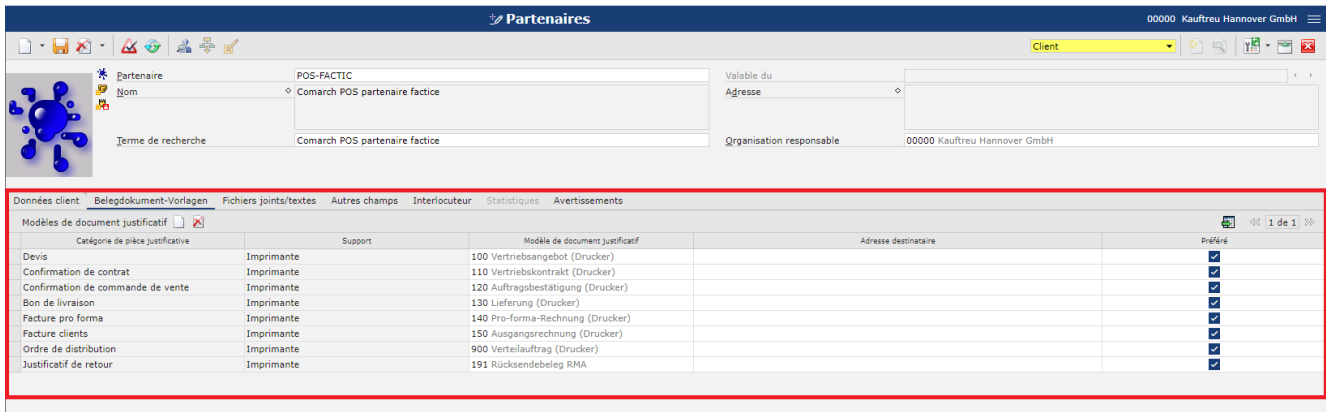 Partenaires
00000 Kauftreu Hannover GmbH
Client
Partenaire POS-FACTIC Valable du
Nom Comarch POS partenaire factice Adresse
Terme de recherche Comarch POS partenaire factice Organisation responsable 00000 Kauftreu Hannover GmbH
Données client Belegdokument-Vorlagen Fichiers joints/textes Autres champs Interlocuteur Statistiques Avertissements
Modèles de document justificatif 1 de 1
Catégorie de pièce justificative Support Modèle de document justificatif Adresse destinataire Préféré
Devis Imprimante 100 Vertriebsangebot (Drucker)
Confirmation de contrat Imprimante 110 Vertriebskontrakt (Drucker)
Confirmation de commande de vente Imprimante 120 Auftragsbestätigung (Drucker)
Bon de livraison Imprimante 130 Lieferung (Drucker)
Facture pro forma Imprimante 140 Pro-forma-Rechnung (Drucker)
Facture clients Imprimante 150 Ausgangsrechnung (Drucker)
Ordre de distribution Imprimante 900 Verteilauftrag (Drucker)
Justificatif de retour Imprimante 191 Rücksendebeleg RMA